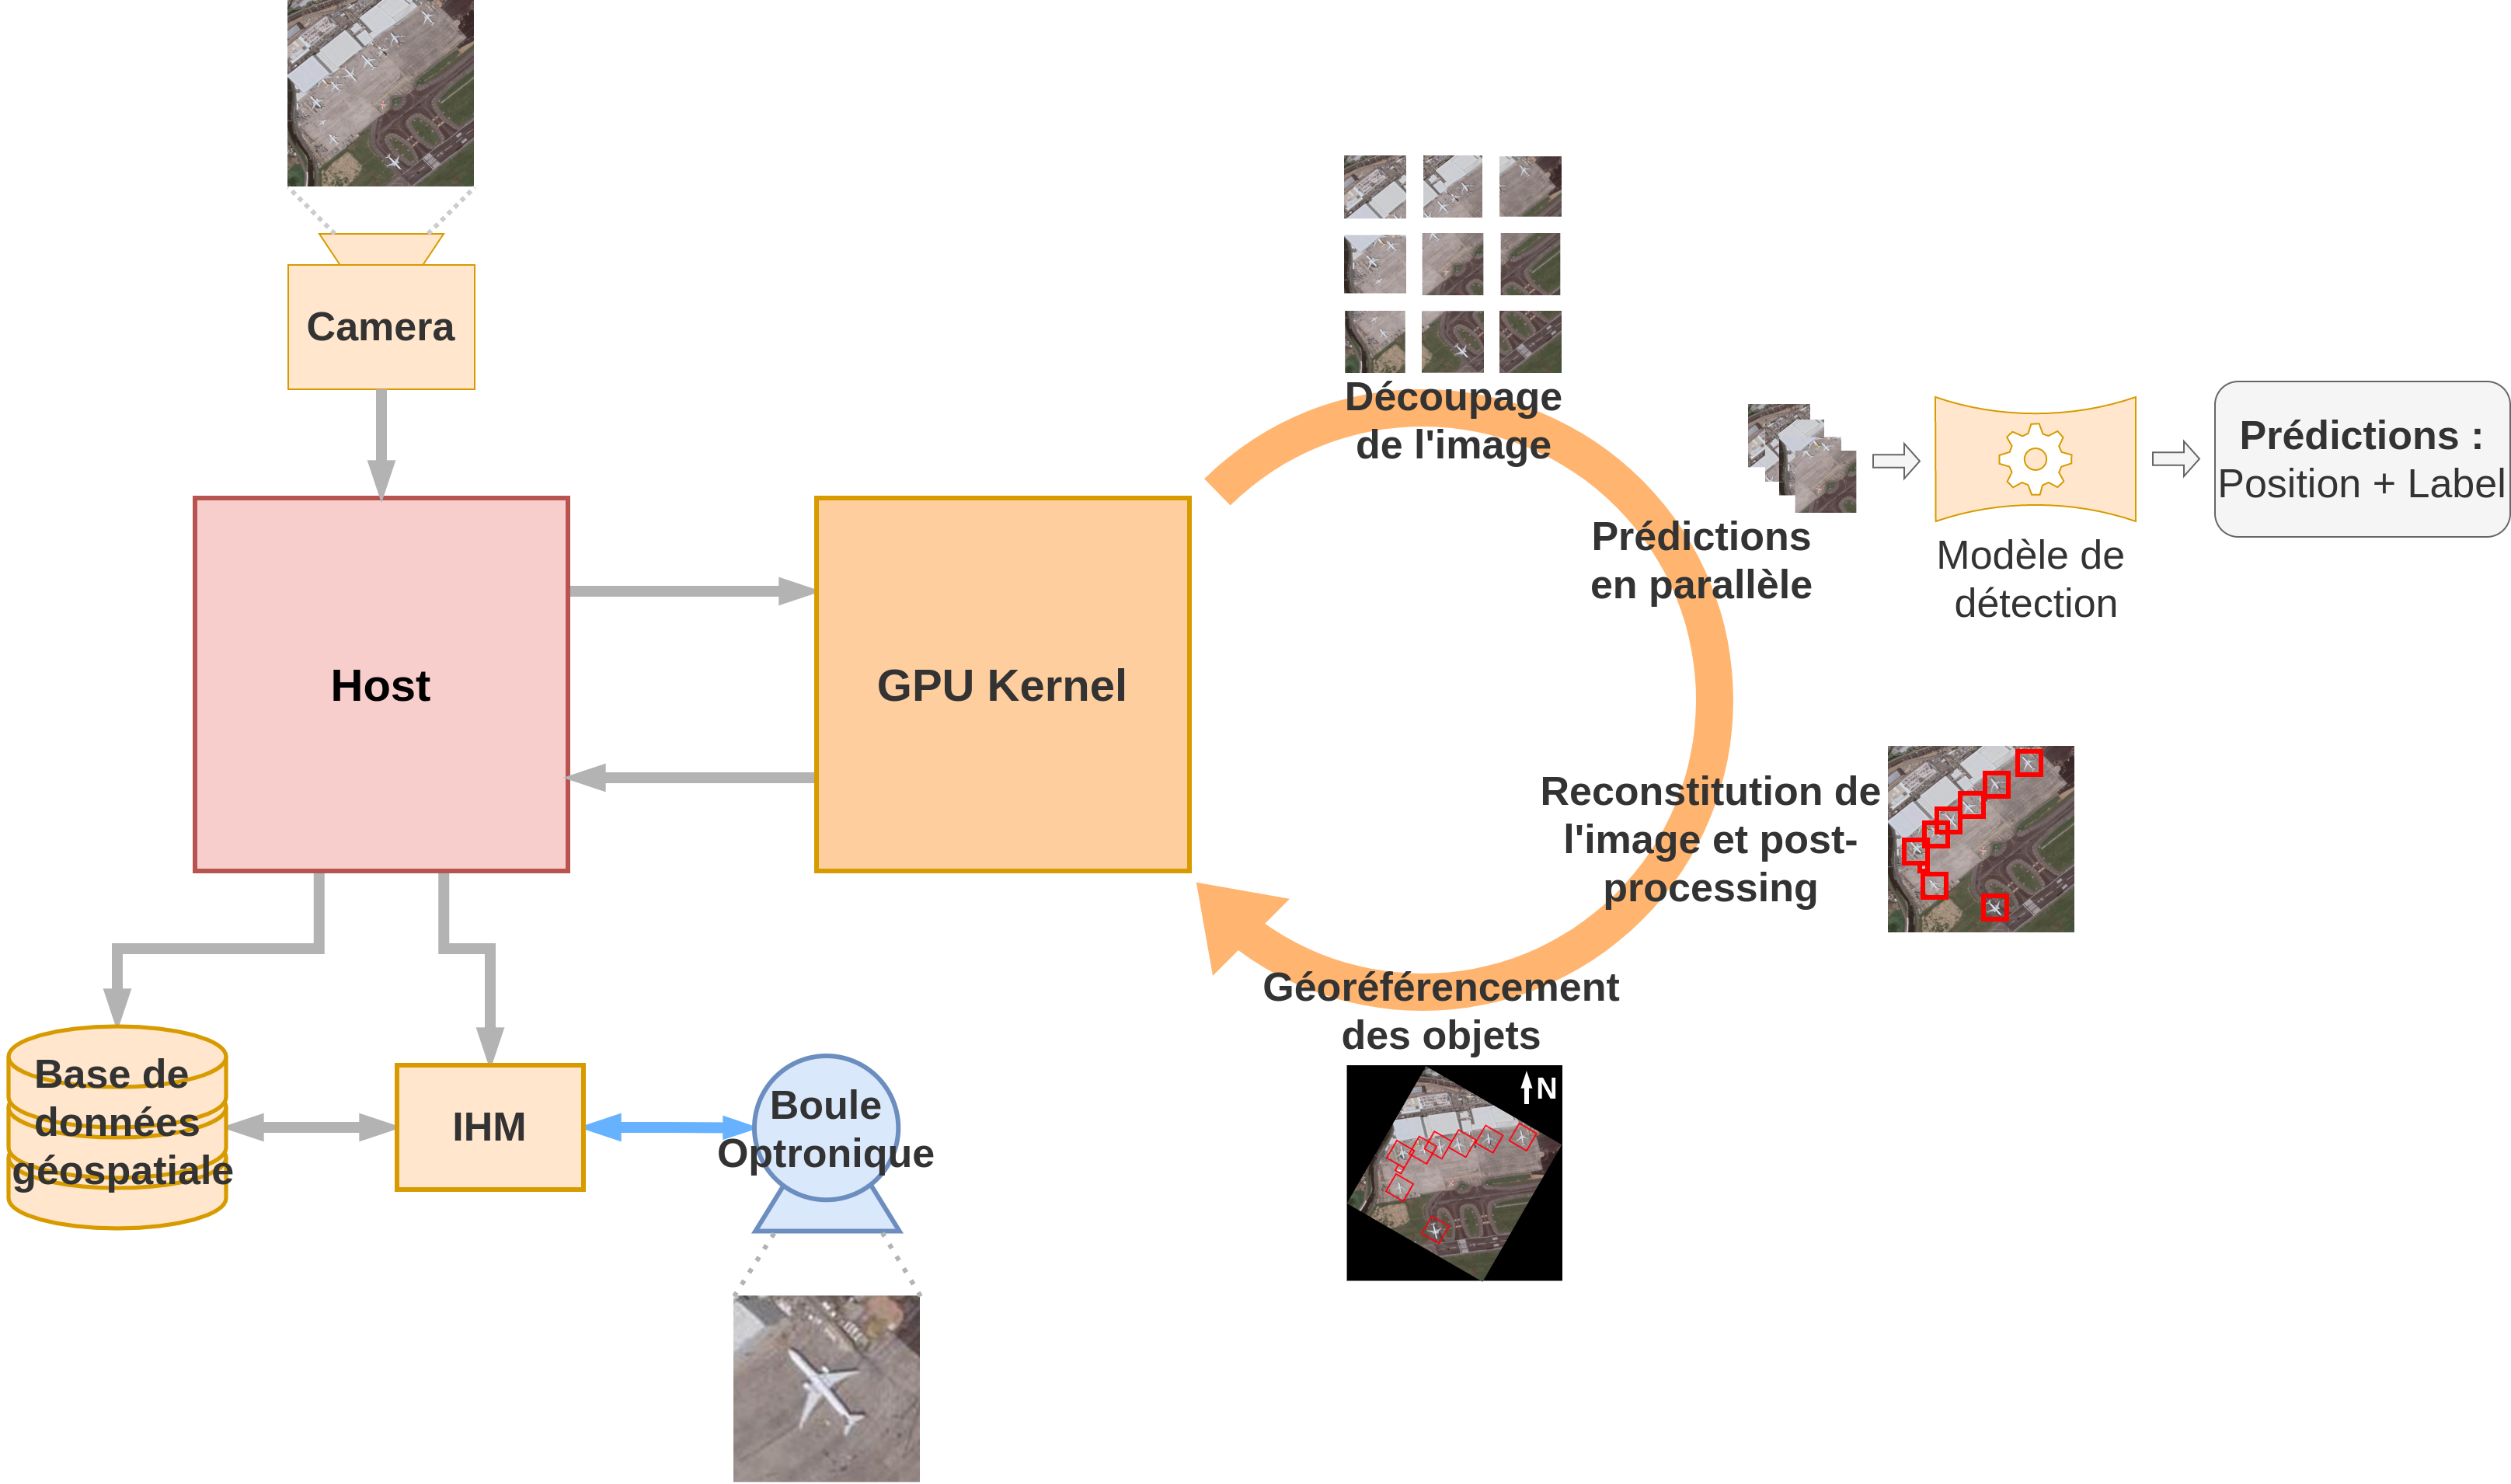 Camera
Host
GPU Kernel
Découpage
de l'image
Prédictions
en parallèle
Modèle de
détection
Prédictions :
Position + Label
Reconstitution de
l'image et post-
processing
Géoréférencement
des objets
N
Base de
données
géospatiale
IHM
Boule
Optronique